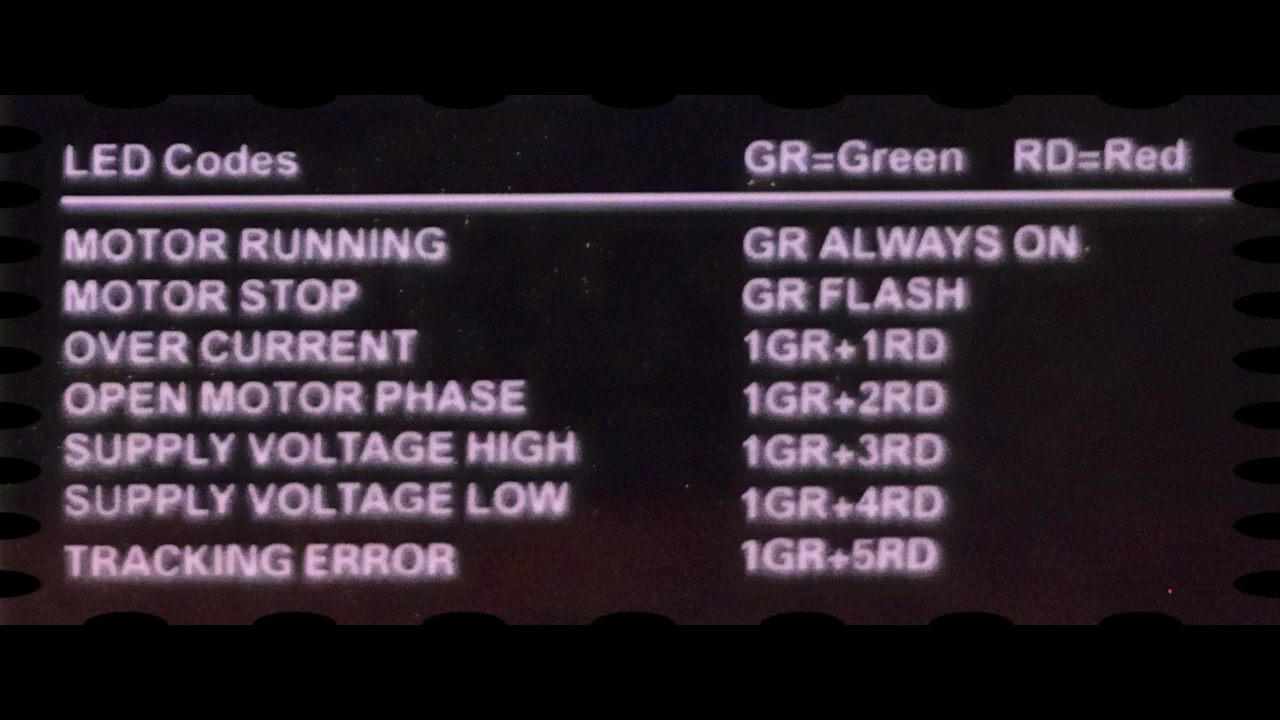 LED Codes GR=Green RD=Red
MOTOR RUNNING GR ALWAYS ON
MOTOR STOP GR FLASH
OVER CURRENT 1GR+1RD
OPEN MOTOR PHASE 1GR+2RD
SUPPLY VOLTAGE HIGH 1GR+3RD
SUPPLY VOLTAGE LOW 1GR+4RD
TRACKING ERROR 1GR+5RD